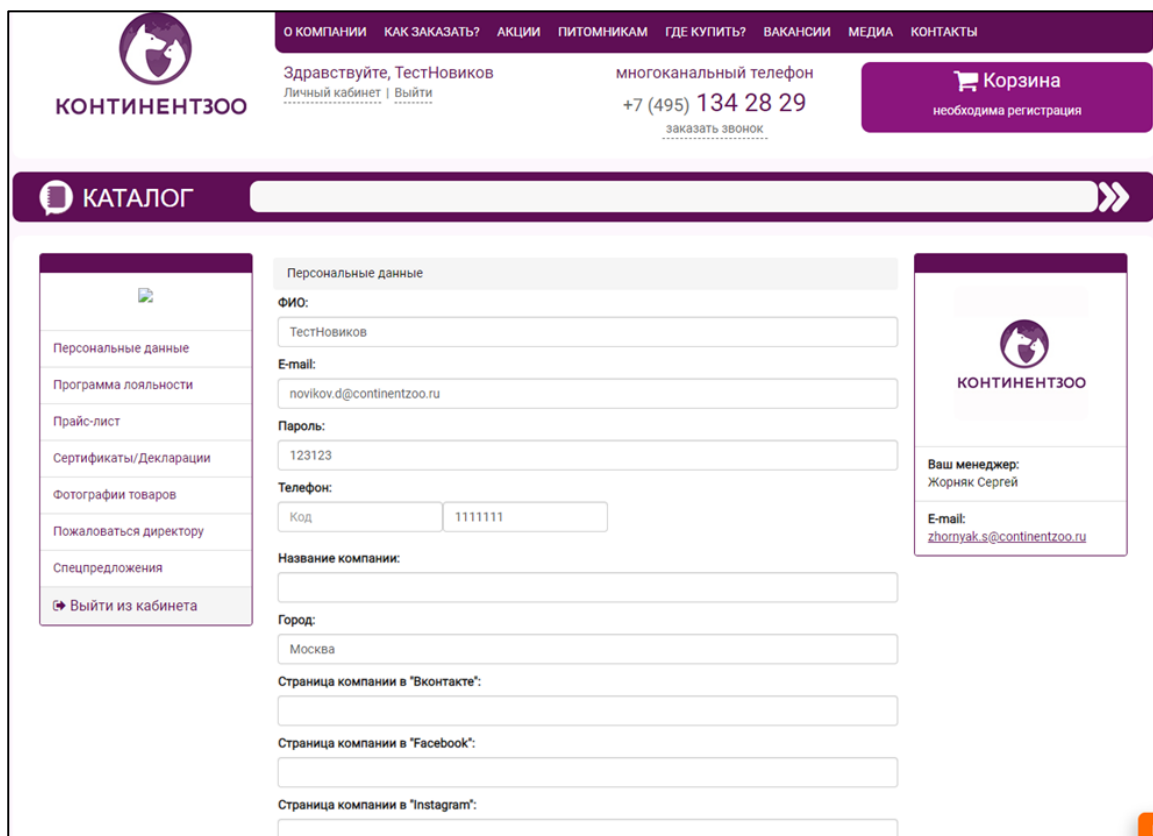 О КОМПАНИИ КАК ЗАКАЗАТЬ? АКЦИИ ПИТОМНИКАМ ГДЕ КУПИТЬ? ВАКАНСИИ МЕДИА КОНТАКТЫ
КОНТИНЕНТЗОО
Здравствуйте, ТестНовиков
Личный кабинет | Выйти
многоканальный телефон
+7 (495) 134 28 29
заказать звонок
Корзина
необходима регистрация
КАТАЛОГ
Персональные данные
Программа лояльности
Прайс-лист
Сертификаты/Декларации
Фотографии товаров
Пожаловаться директору
Спецпредложения
Выйти из кабинета
Персональные данные
ФИО:
ТестНовиков
E-mail:
novikov.d@continentzoo.ru
Пароль:
123123
Телефон:
Код 1111111
Название компании:
Город:
Москва
Страница компании в "Вконтакте":
Страница компании в "Facebook":
Страница компании в "Instagram":
КОНТИНЕНТЗОО
Ваш менеджер:
Жорняк Сергей
E-mail:
zhornyak.s@continentzoo.ru